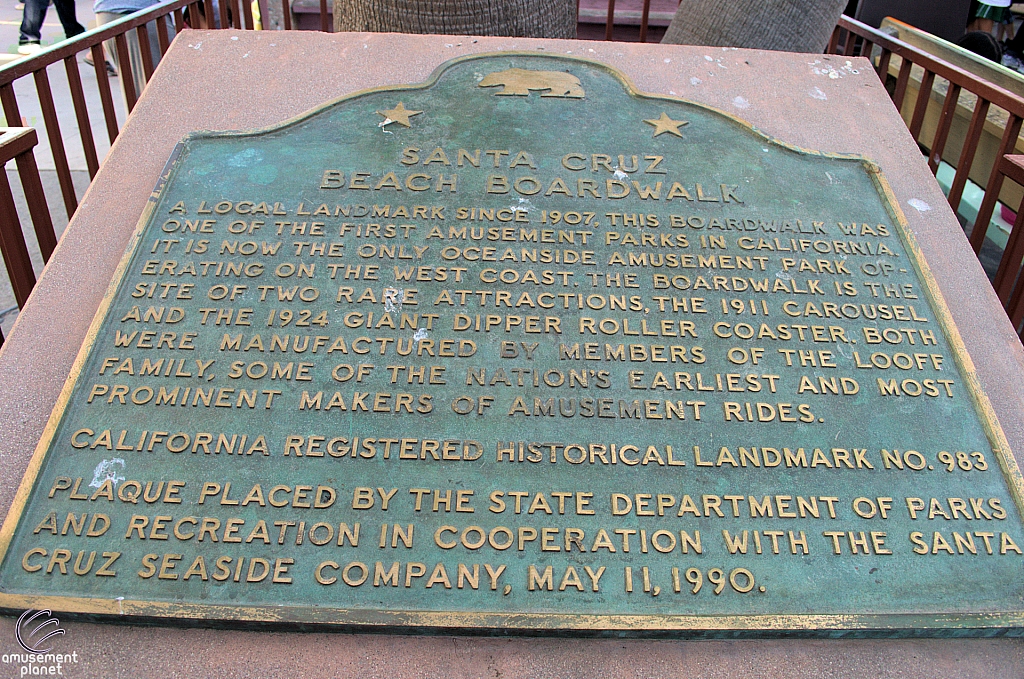 SANTA CRUZ
BEACH BOARDWALK
A LOCAL LANDMARK SINCE 1907, THIS BOARDWALK WAS
ONE OF THE FIRST AMUSEMENT PARKS IN CALIFORNIA.
IT IS NOW THE ONLY OCEANSIDE AMUSEMENT PARK OP-
ERATING ON THE WEST COAST. THE BOARDWALK IS THE
SITE OF TWO RARE ATTRACTIONS, THE 1911 CAROUSEL
AND THE 1924 GIANT DIPPER ROLLER COASTER. BOTH
WERE MANUFACTURED BY MEMBERS OF THE LOOFF
FAMILY, SOME OF THE NATION'S EARLIEST AND MOST
PROMINENT MAKERS OF AMUSEMENT RIDES.
CALIFORNIA REGISTERED HISTORICAL LANDMARK NO. 983
PLAQUE PLACED BY THE STATE DEPARTMENT OF PARKS
AND RECREATION IN COOPERATION WITH THE SANTA
CRUZ SEASIDE COMPANY, MAY 11, 1990.
amusement
planet